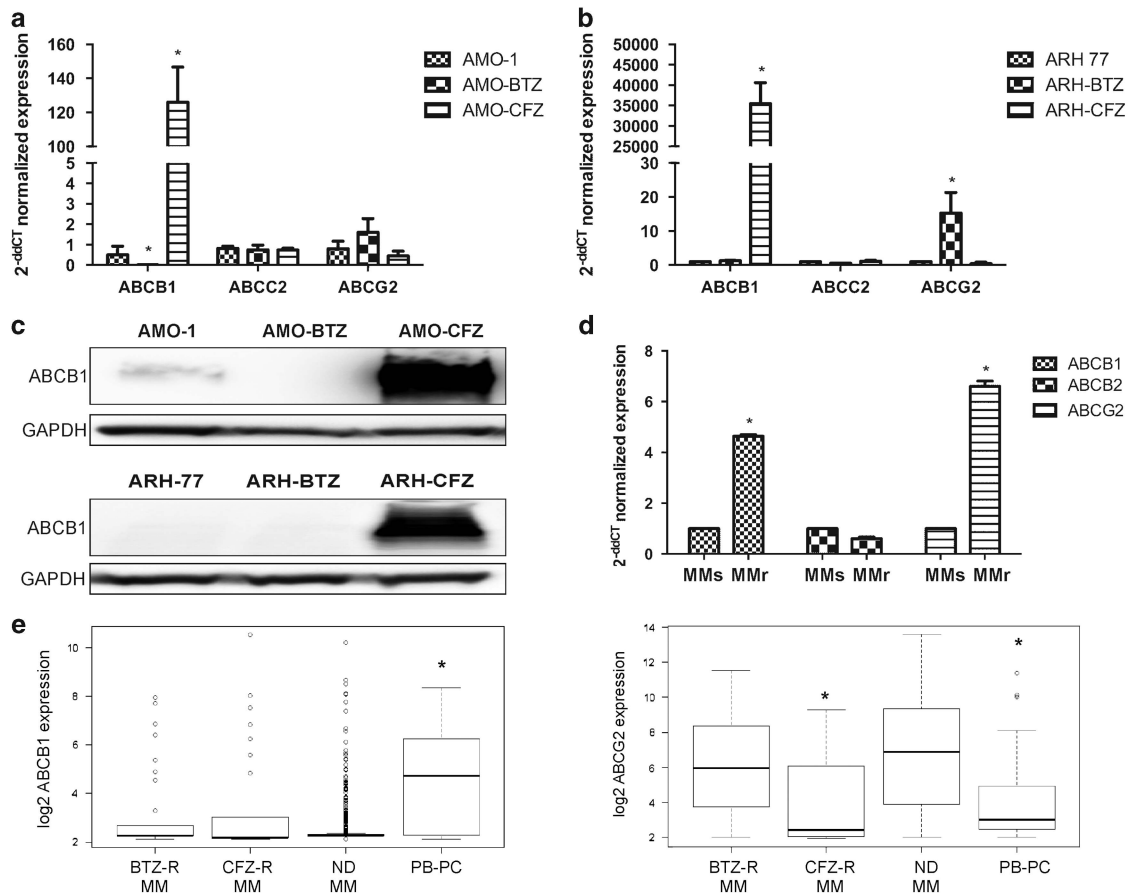 a
160
140
120
100
5
4
3
2
1
0
2-ddCT normalized expression
*
*
ABCB1 ABCC2 ABCG2
AMO-1
AMO-BTZ
AMO-CFZ
b
50000
45000
40000
35000
30000
25000
30
20
10
0
2-ddCT normalized expression
*
*
ABCB1 ABCC2 ABCG2
ARH 77
ARH-BTZ
ARH-CFZ
c
AMO-1 AMO-BTZ AMO-CFZ
ABCB1
GAPDH
ARH-77 ARH-BTZ ARH-CFZ
ABCB1
GAPDH
d
8
6
4
2
0
2-ddCT normalized expression
*
*
MMs MMr MMs MMr MMs MMr
ABCB1
ABCB2
ABCG2
e
10
8
6
4
2
log2 ABCB1 expression
*
BTZ-R MM
CFZ-R MM
ND MM
PB-PC
14
12
10
8
6
4
2
log2 ABCG2 expression
*
*
BTZ-R MM
CFZ-R MM
ND MM
PB-PC